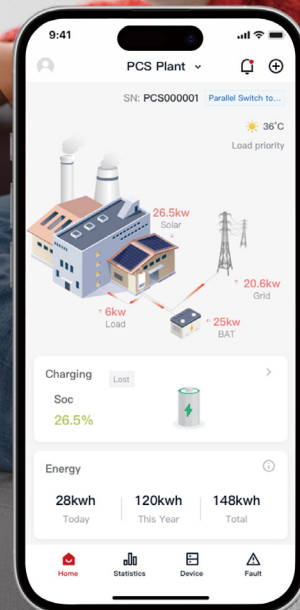 9:41
PCS Plant
SN: PCS000001 Parallel Switch to...
36°C
Load priority
26.5kw
Solar
20.6kw
Grid
6kw
Load
25kw
BAT
Charging Lost
Soc
26.5%
Energy
28kwh 120kwh 148kwh
Today This Year Total
Home Statistics Device Fault